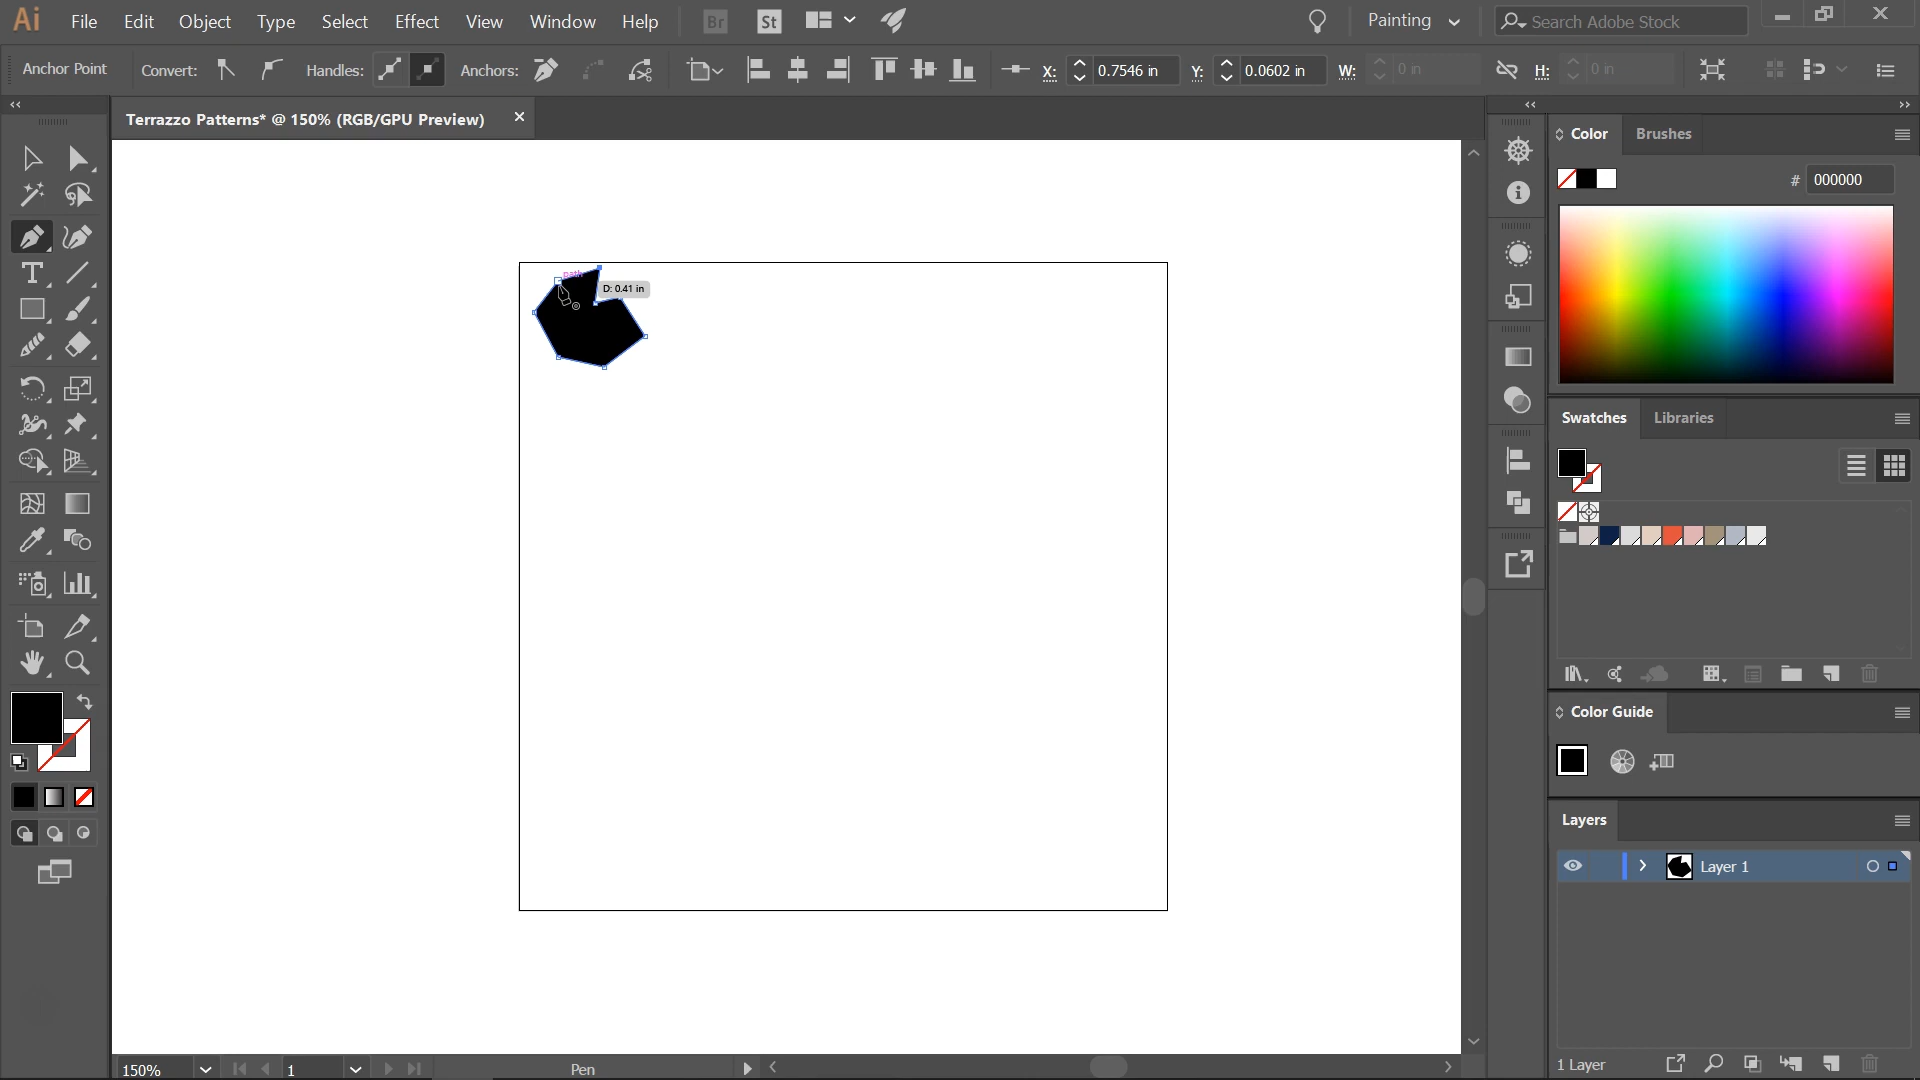 Ai File Edit Object Type Select Effect View Window Help Br St Painting Search Adobe Stock
Anchor Point Convert: Handles: Anchors: X: 0.7546 in Y: 0.0602 in W: 0 in H: 0 in
Terrazzo Patterns* @ 150% (RGB/GPU Preview)
path
D: 0.41 in
Color Brushes
# 000000
Swatches Libraries
Color Guide
Layers
Layer 1
1 Layer
150% 1 Pen